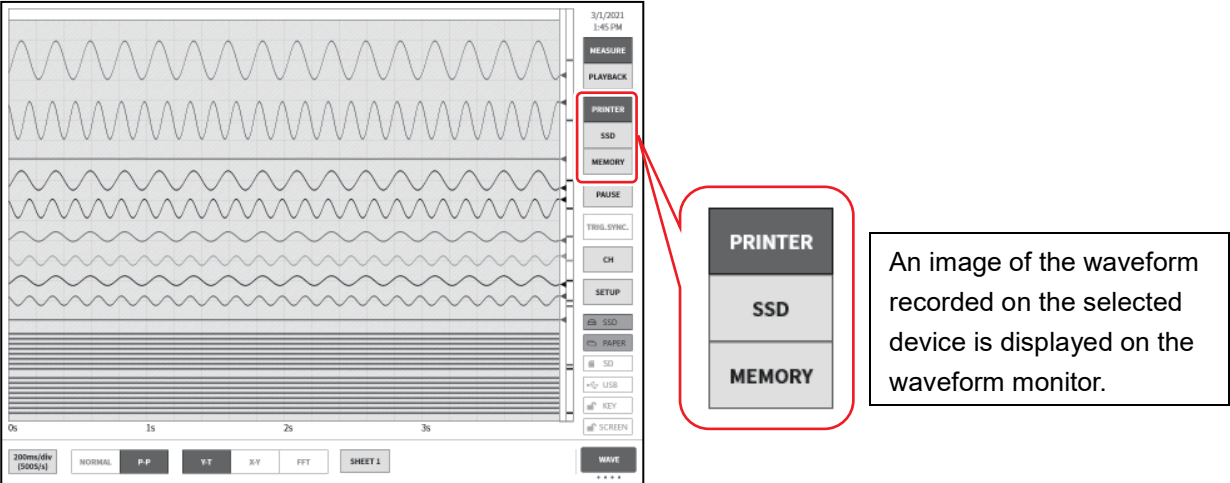 3/1/2021
1:45 PM
MEASURE
PLAYBACK
PRINTER
SSD
MEMORY
PAUSE
TRIG.SYNC.
CH
SETUP
SSD
PAPER
SD
USB
KEY
SCREEN
0s 1s 2s 3s
200ms/div
(500S/s)
NORMAL P-P Y-T X-Y FFT SHEET 1 WAVE
PRINTER
SSD
MEMORY
An image of the waveform
recorded on the selected
device is displayed on the
waveform monitor.